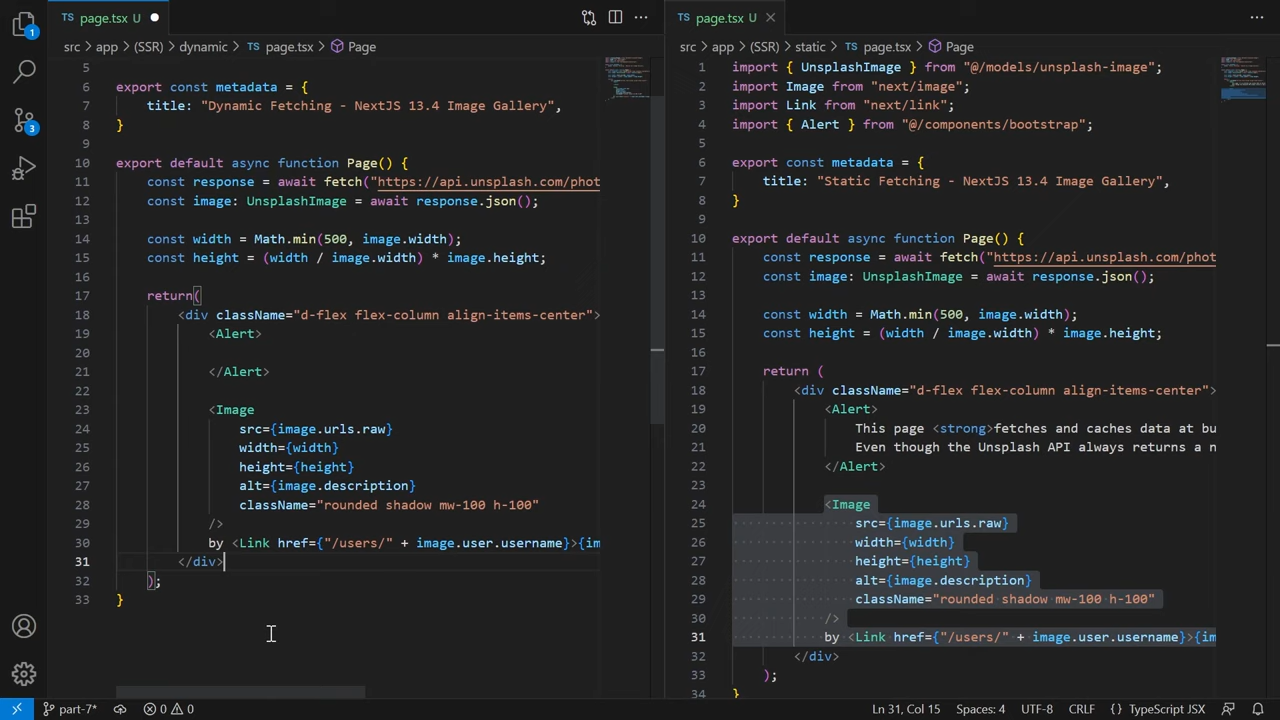 page.tsx U
src > app > (SSR) > dynamic > page.tsx > Page
5
6 export const metadata = {
7 title: "Dynamic Fetching - NextJS 13.4 Image Gallery",
8 }
9
10 export default async function Page() {
11 const response = await fetch("https://api.unsplash.com/phot
12 const image: UnsplashImage = await response.json();
13
14 const width = Math.min(500, image.width);
15 const height = (width / image.width) * image.height;
16
17 return(
18 <div className="d-flex flex-column align-items-center">
19 <Alert>
20
21 </Alert>
22
23 <Image
24 src={image.urls.raw}
25 width={width}
26 height={height}
27 alt={image.description}
28 className="rounded shadow mw-100 h-100"
29 />
30 by <Link href={"/users/" + image.user.username}>{im
31 </div>
32 );
33 }
page.tsx U
src > app > (SSR) > static > page.tsx > Page
1 import { UnsplashImage } from "@/models/unsplash-image";
2 import Image from "next/image";
3 import Link from "next/link";
4 import { Alert } from "@/components/bootstrap";
5
6 export const metadata = {
7 title: "Static Fetching - NextJS 13.4 Image Gallery",
8 }
9
10 export default async function Page() {
11 const response = await fetch("https://api.unsplash.com/phot
12 const image: UnsplashImage = await response.json();
13
14 const width = Math.min(500, image.width);
15 const height = (width / image.width) * image.height;
16
17 return (
18 <div className="d-flex flex-column align-items-center">
19 <Alert>
20 This page <strong>fetches and caches data at bu
21 Even though the Unsplash API always returns a n
22 </Alert>
23
24 <Image
25 src={image.urls.raw}
26 width={width}
27 height={height}
28 alt={image.description}
29 className="rounded shadow mw-100 h-100"
30 />
31 by <Link href={"/users/" + image.user.username}>{im
32 </div>
33 );
34 }
1
3
part-7* 0 0 Ln 31, Col 15 Spaces: 4 UTF-8 CRLF {} TypeScript JSX